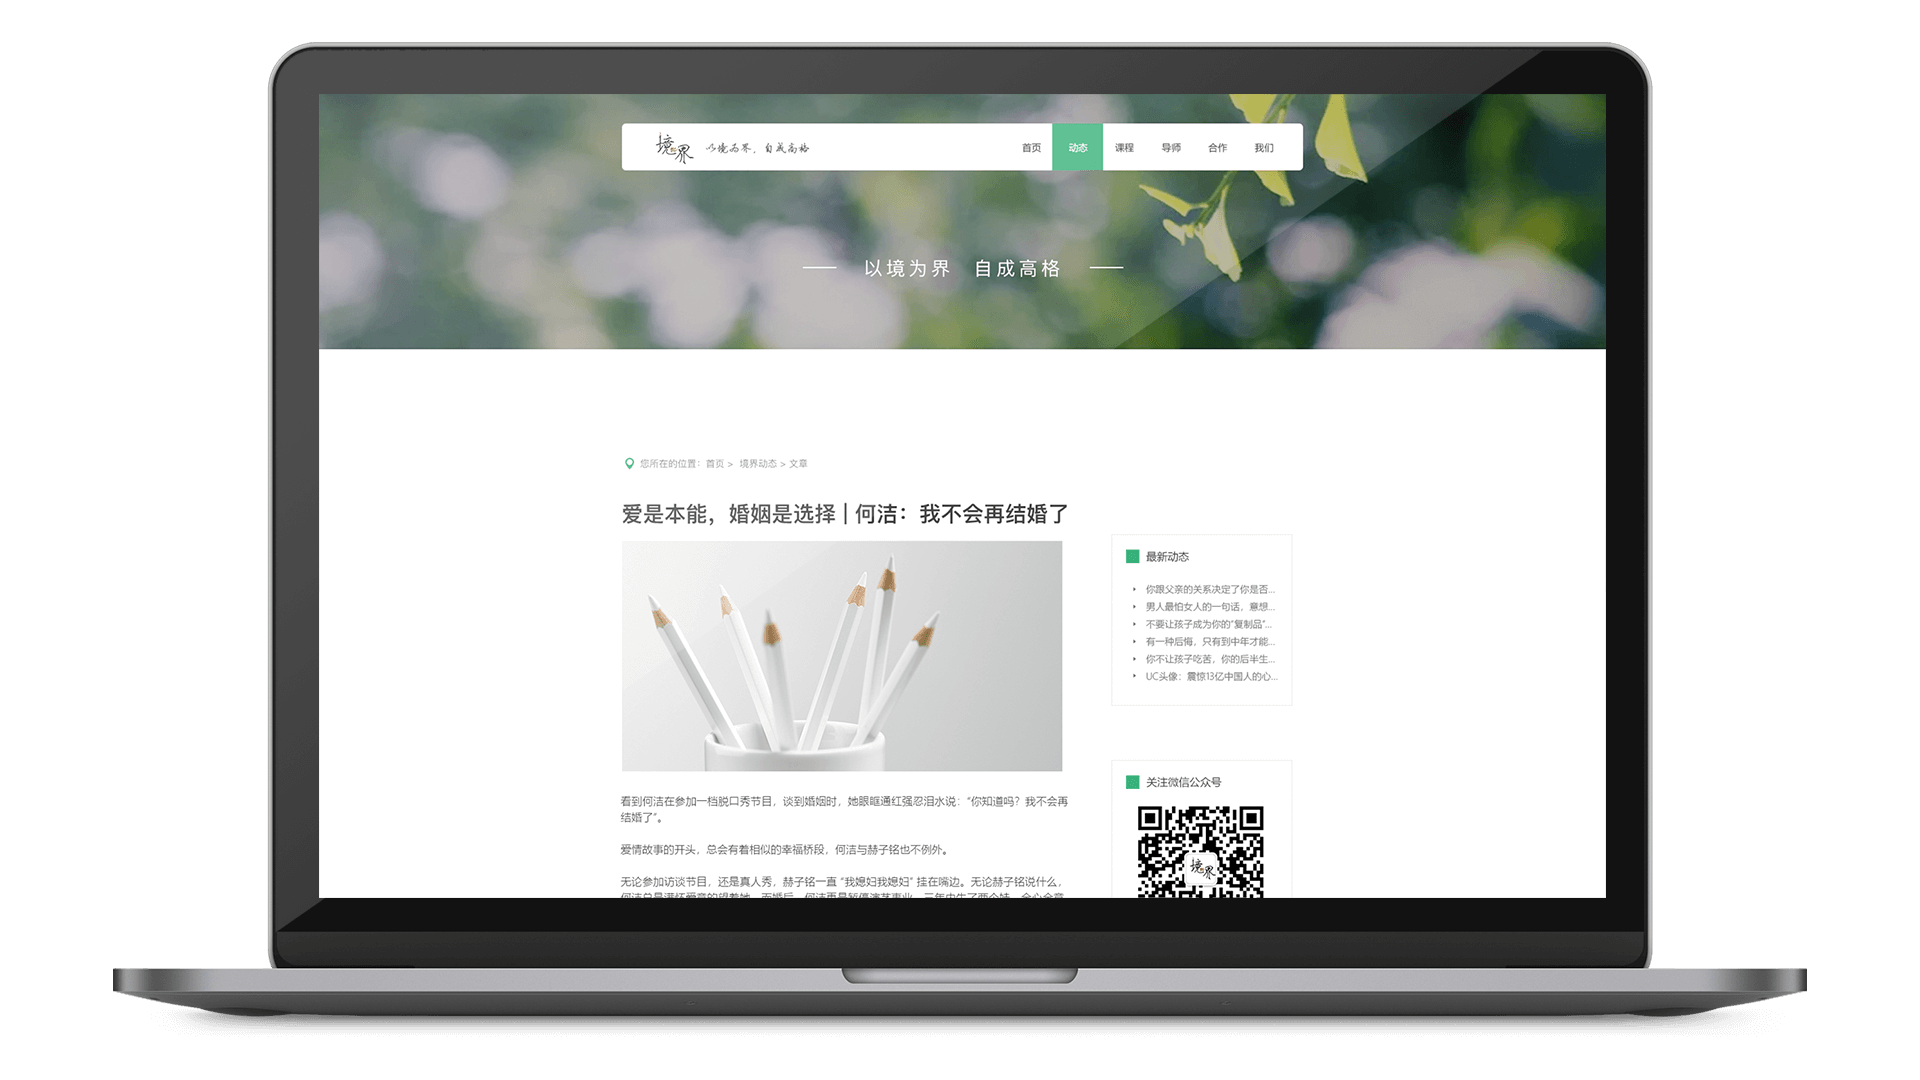 境界 以境为界，自成高格
首页 动态 课程 导师 合作 我们
以境为界 自成高格
您所在的位置：首页 > 境界动态 > 文章
爱是本能，婚姻是选择 | 何洁：我不会再结婚了
看到何洁在参加一档脱口秀节目，谈到婚姻时，她眼眶通红强忍泪水说：“你知道吗？我不会再
结婚了”。
爱情故事的开头，总会有着相似的幸福桥段，何洁与赫子铭也不例外。
无论参加访谈节目，还是真人秀，赫子铭一直 “我媳妇我媳妇” 挂在嘴边。无论赫子铭说什么，
最新动态
你跟父亲的关系决定了你是否...
男人最怕女人的一句话，意想...
不要让孩子成为你的“复制品”...
有一种后悔，只有到中年才能...
你不让孩子吃苦，你的后半生...
UC头像：震惊13亿中国人的心...
关注微信公众号
境界